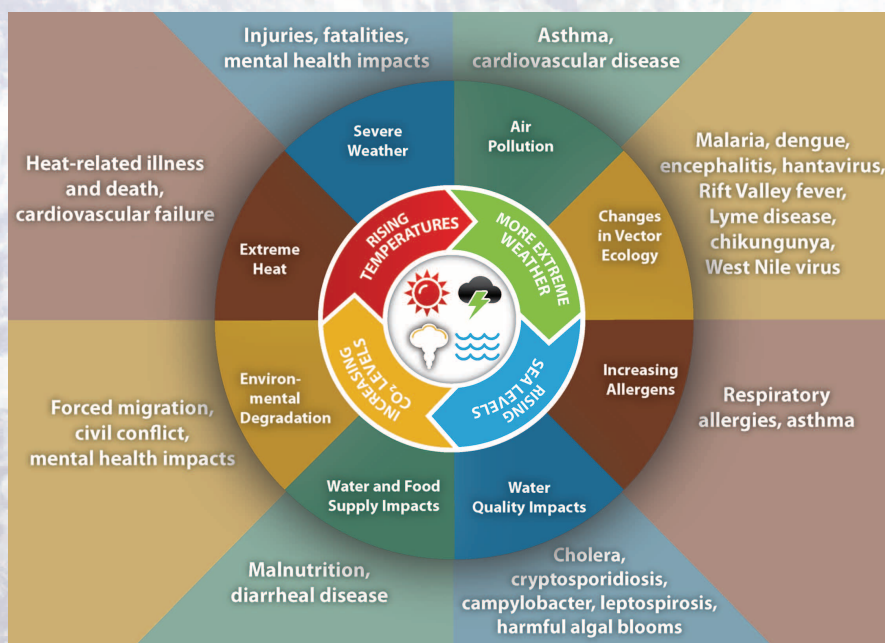 Injuries, fatalities,
mental health impacts
Asthma,
cardiovascular disease
Severe
Weather
Air
Pollution
Heat-related illness
and death,
cardiovascular failure
Malaria, dengue,
encephalitis, hantavirus,
Rift Valley fever,
Lyme disease,
chikungunya,
West Nile virus
Extreme
Heat
RISING
TEMPERATURES
MORE EXTREME
WEATHER
Changes
in Vector
Ecology
Environ-
mental
Degradation
INCREASING
CO₂ LEVELS
RISING
SEA LEVELS
Increasing
Allergens
Forced migration,
civil conflict,
mental health impacts
Respiratory
allergies, asthma
Water and Food
Supply Impacts
Water
Quality Impacts
Malnutrition,
diarrheal disease
Cholera,
cryptosporidiosis,
campylobacter, leptospirosis,
harmful algal blooms